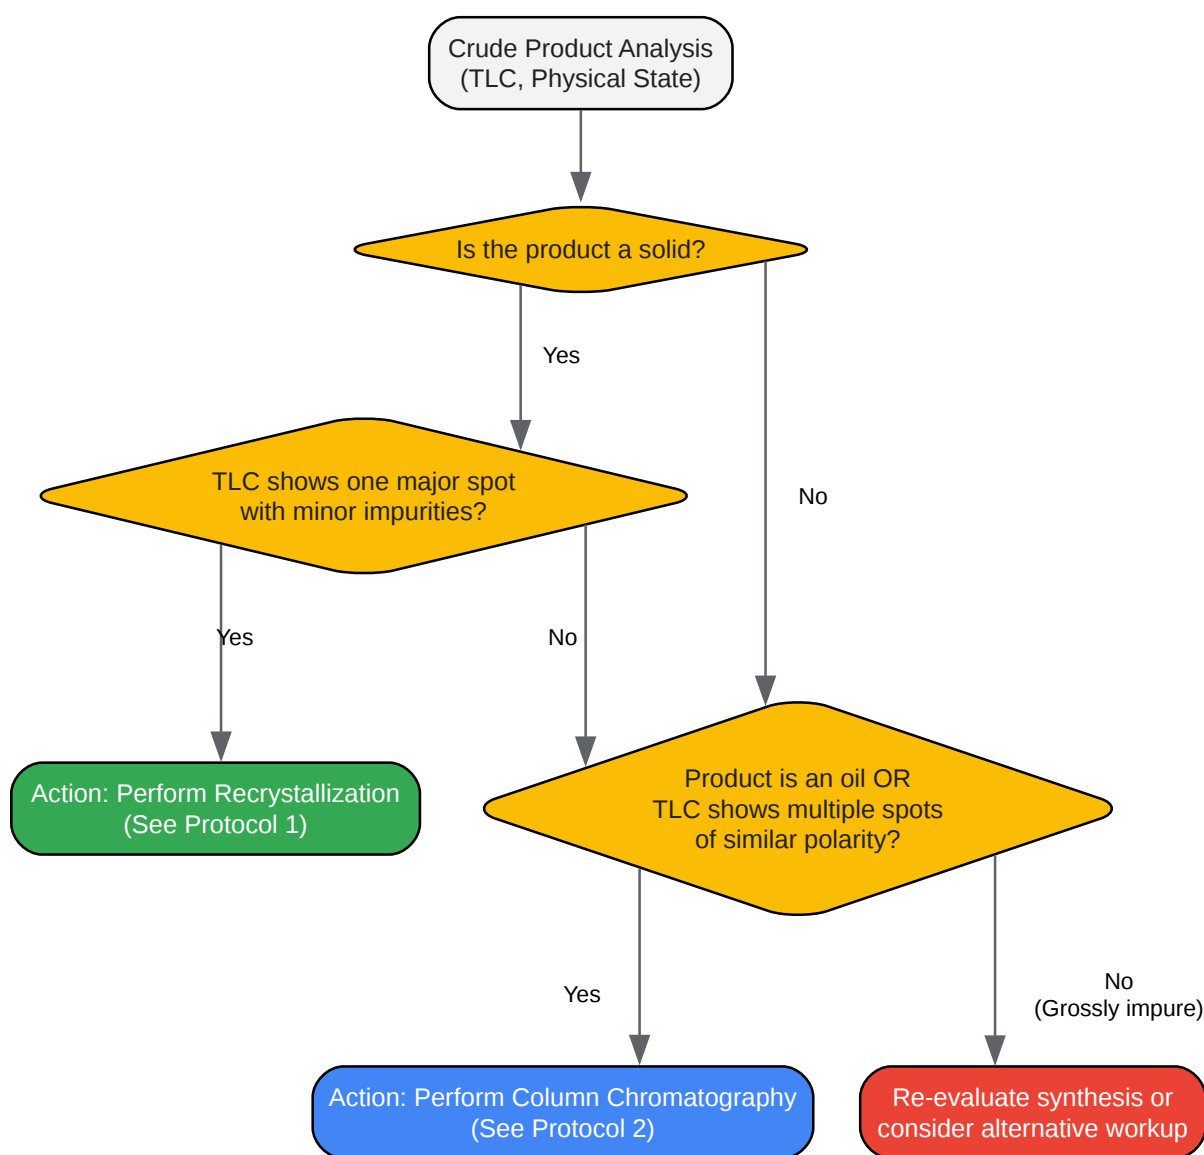 Crude Product Analysis
(TLC, Physical State)
Is the product a solid?
Yes
TLC shows one major spot
with minor impurities?
No
Yes
No
Product is an oil OR
TLC shows multiple spots
of similar polarity?
Action: Perform Recrystallization
(See Protocol 1)
Yes
No
(Grossly impure)
Action: Perform Column Chromatography
(See Protocol 2)
Re-evaluate synthesis or
consider alternative workup